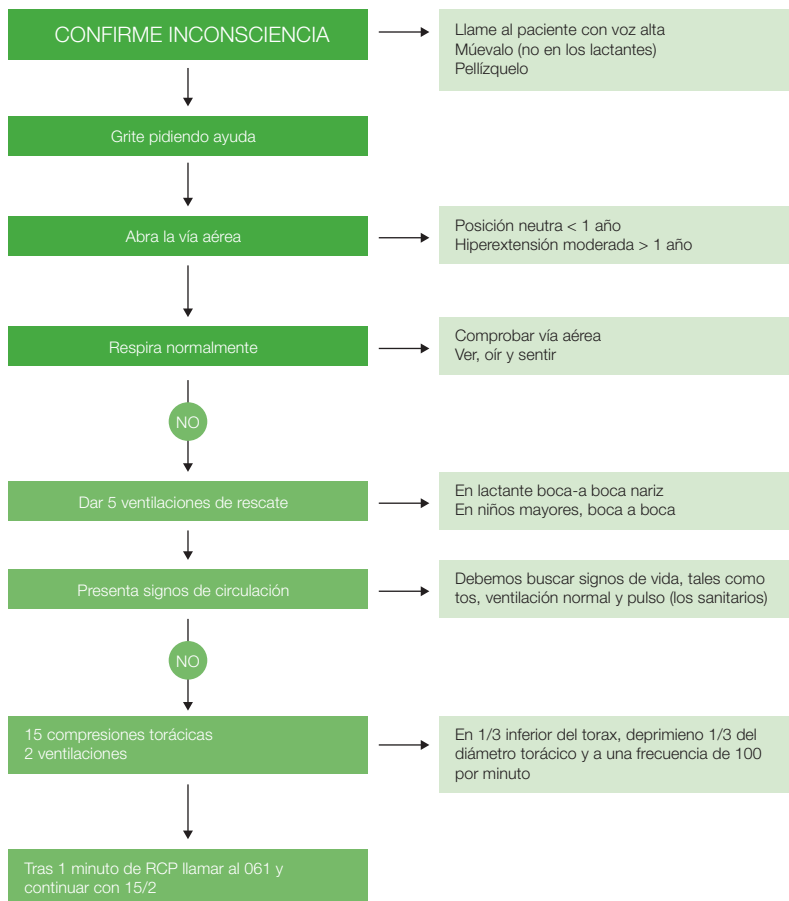 CONFIRME INCONSCIENCIA
Llame al paciente con voz alta
Múevalo (no en los lactantes)
Pellízquelo
Grite pidiendo ayuda
Abra la vía aérea
Posición neutra < 1 año
Hiperextensión moderada > 1 año
Respira normalmente
Comprobar vía aérea
Ver, oír y sentir
NO
Dar 5 ventilaciones de rescate
En lactante boca-a boca nariz
En niños mayores, boca a boca
Presenta signos de circulación
Debemos buscar signos de vida, tales como
tos, ventilación normal y pulso (los sanitarios)
NO
15 compresiones torácicas
2 ventilaciones
En 1/3 inferior del torax, deprimieno 1/3 del
diámetro torácico y a una frecuencia de 100
por minuto
Tras 1 minuto de RCP llamar al 061 y
continuar con 15/2